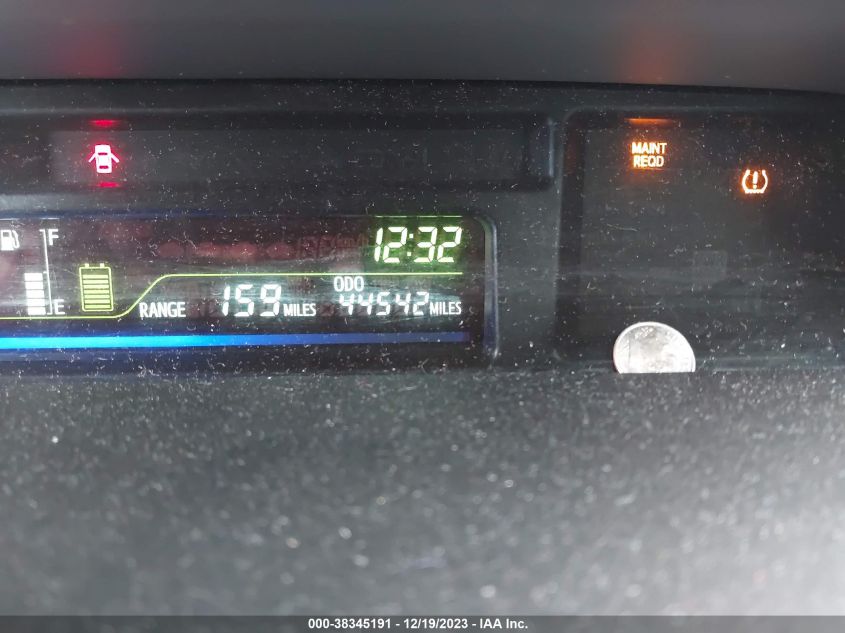 MAINT
REQD
F
12:32
E
ODO
RANGE 159 MILES 44542 MILES
000-38345191 - 12/19/2023 - IAA Inc.